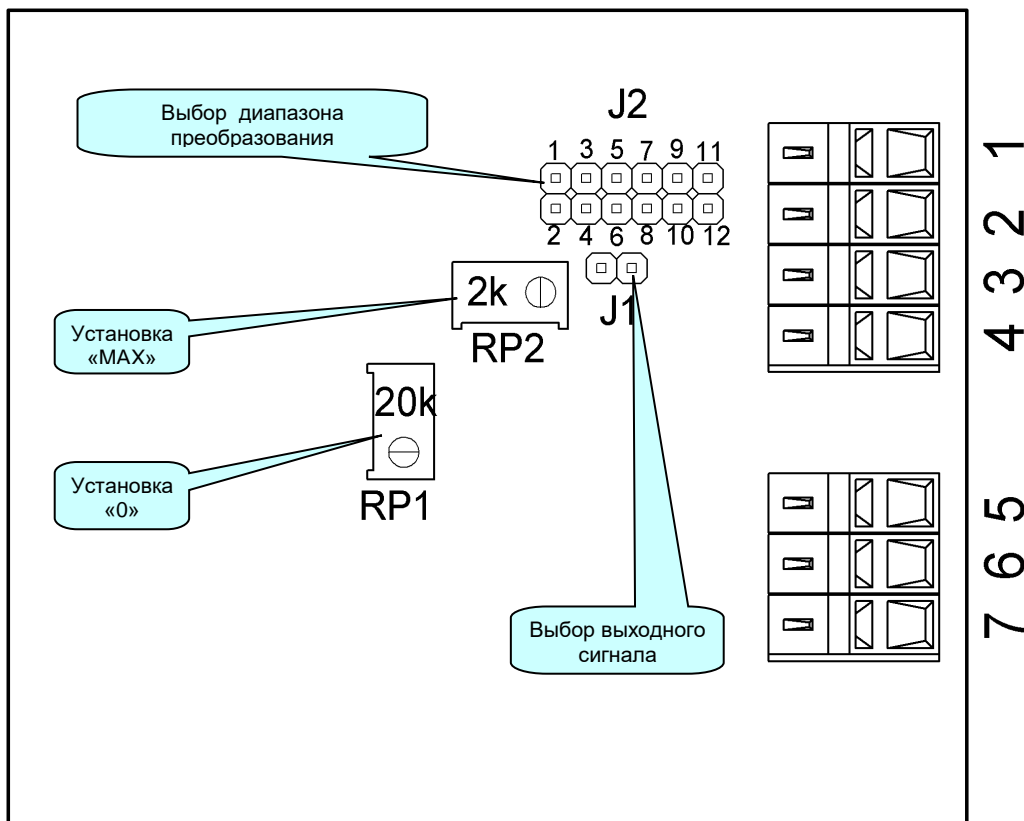 Выбор диапазона
преобразования
J2
1 3 5 7 9 11
2 4 6 8 10 12
J1
2k
RP2
Установка
«MAX»
20k
RP1
Установка
«0»
Выбор выходного
сигнала
1
2
3
4
5
6
7